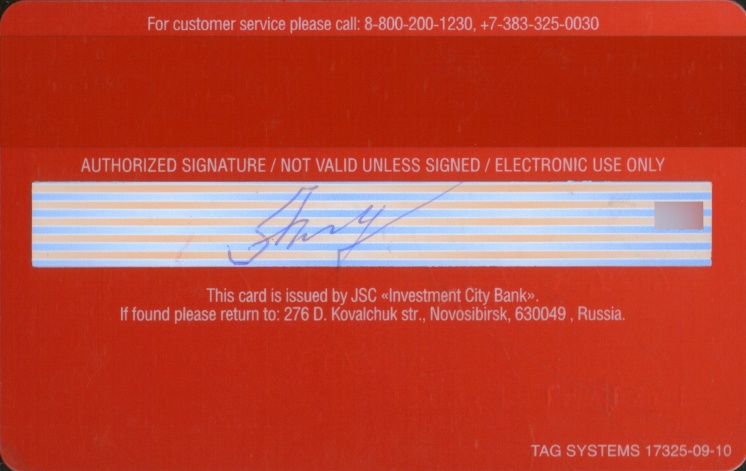 For customer service please call: 8-800-200-1230, +7-383-325-0030
AUTHORIZED SIGNATURE / NOT VALID UNLESS SIGNED / ELECTRONIC USE ONLY
This card is issued by JSC «Investment City Bank».
If found please return to: 276 D. Kovalchuk str., Novosibirsk, 630049 , Russia.
TAG SYSTEMS 17325-09-10